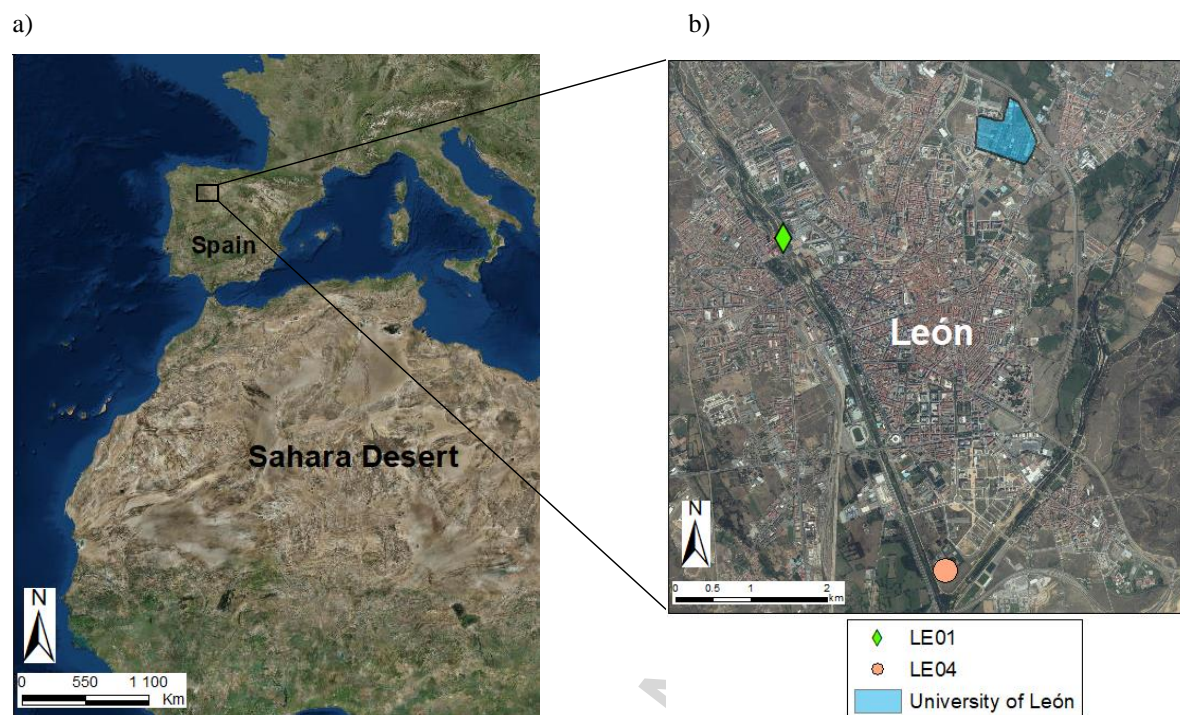 a)
b)
Spain
Sahara Desert
N
0 550 1 100
Km
León
N
0 0.5 1 2
km
LE01
LE04
University of León